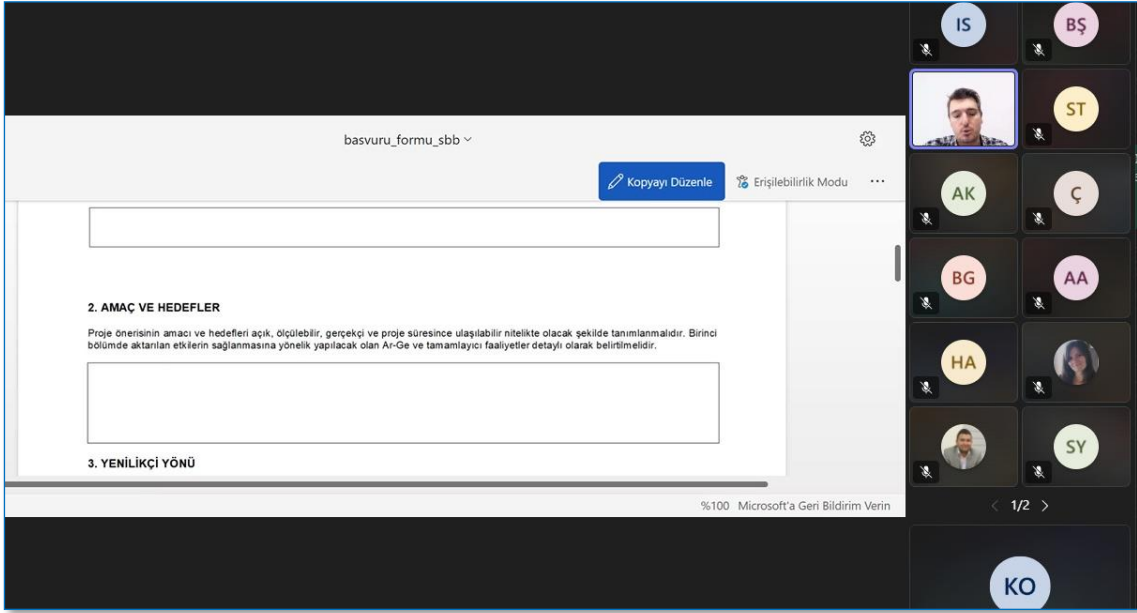 basvuru_formu_sbb
Kopyayı Düzenle
Erişilebilirlik Modu
2. AMAÇ VE HEDEFLER
Proje önerisinin amacı ve hedefleri açık, ölçülebilir, gerçekçi ve proje süresince ulaşılabilir nitelikte olacak şekilde tanımlanmalıdır. Birinci
bölümde aktarılan etkilerin sağlanmasına yönelik yapılacak olan Ar-Ge ve tamamlayıcı faaliyetler detaylı olarak belirtilmelidir.
3. YENİLİKÇİ YÖNÜ
%100 Microsoft'a Geri Bildirim Verin
IS
BŞ
ST
AK
Ç
BG
AA
HA
SY
1/2
KO